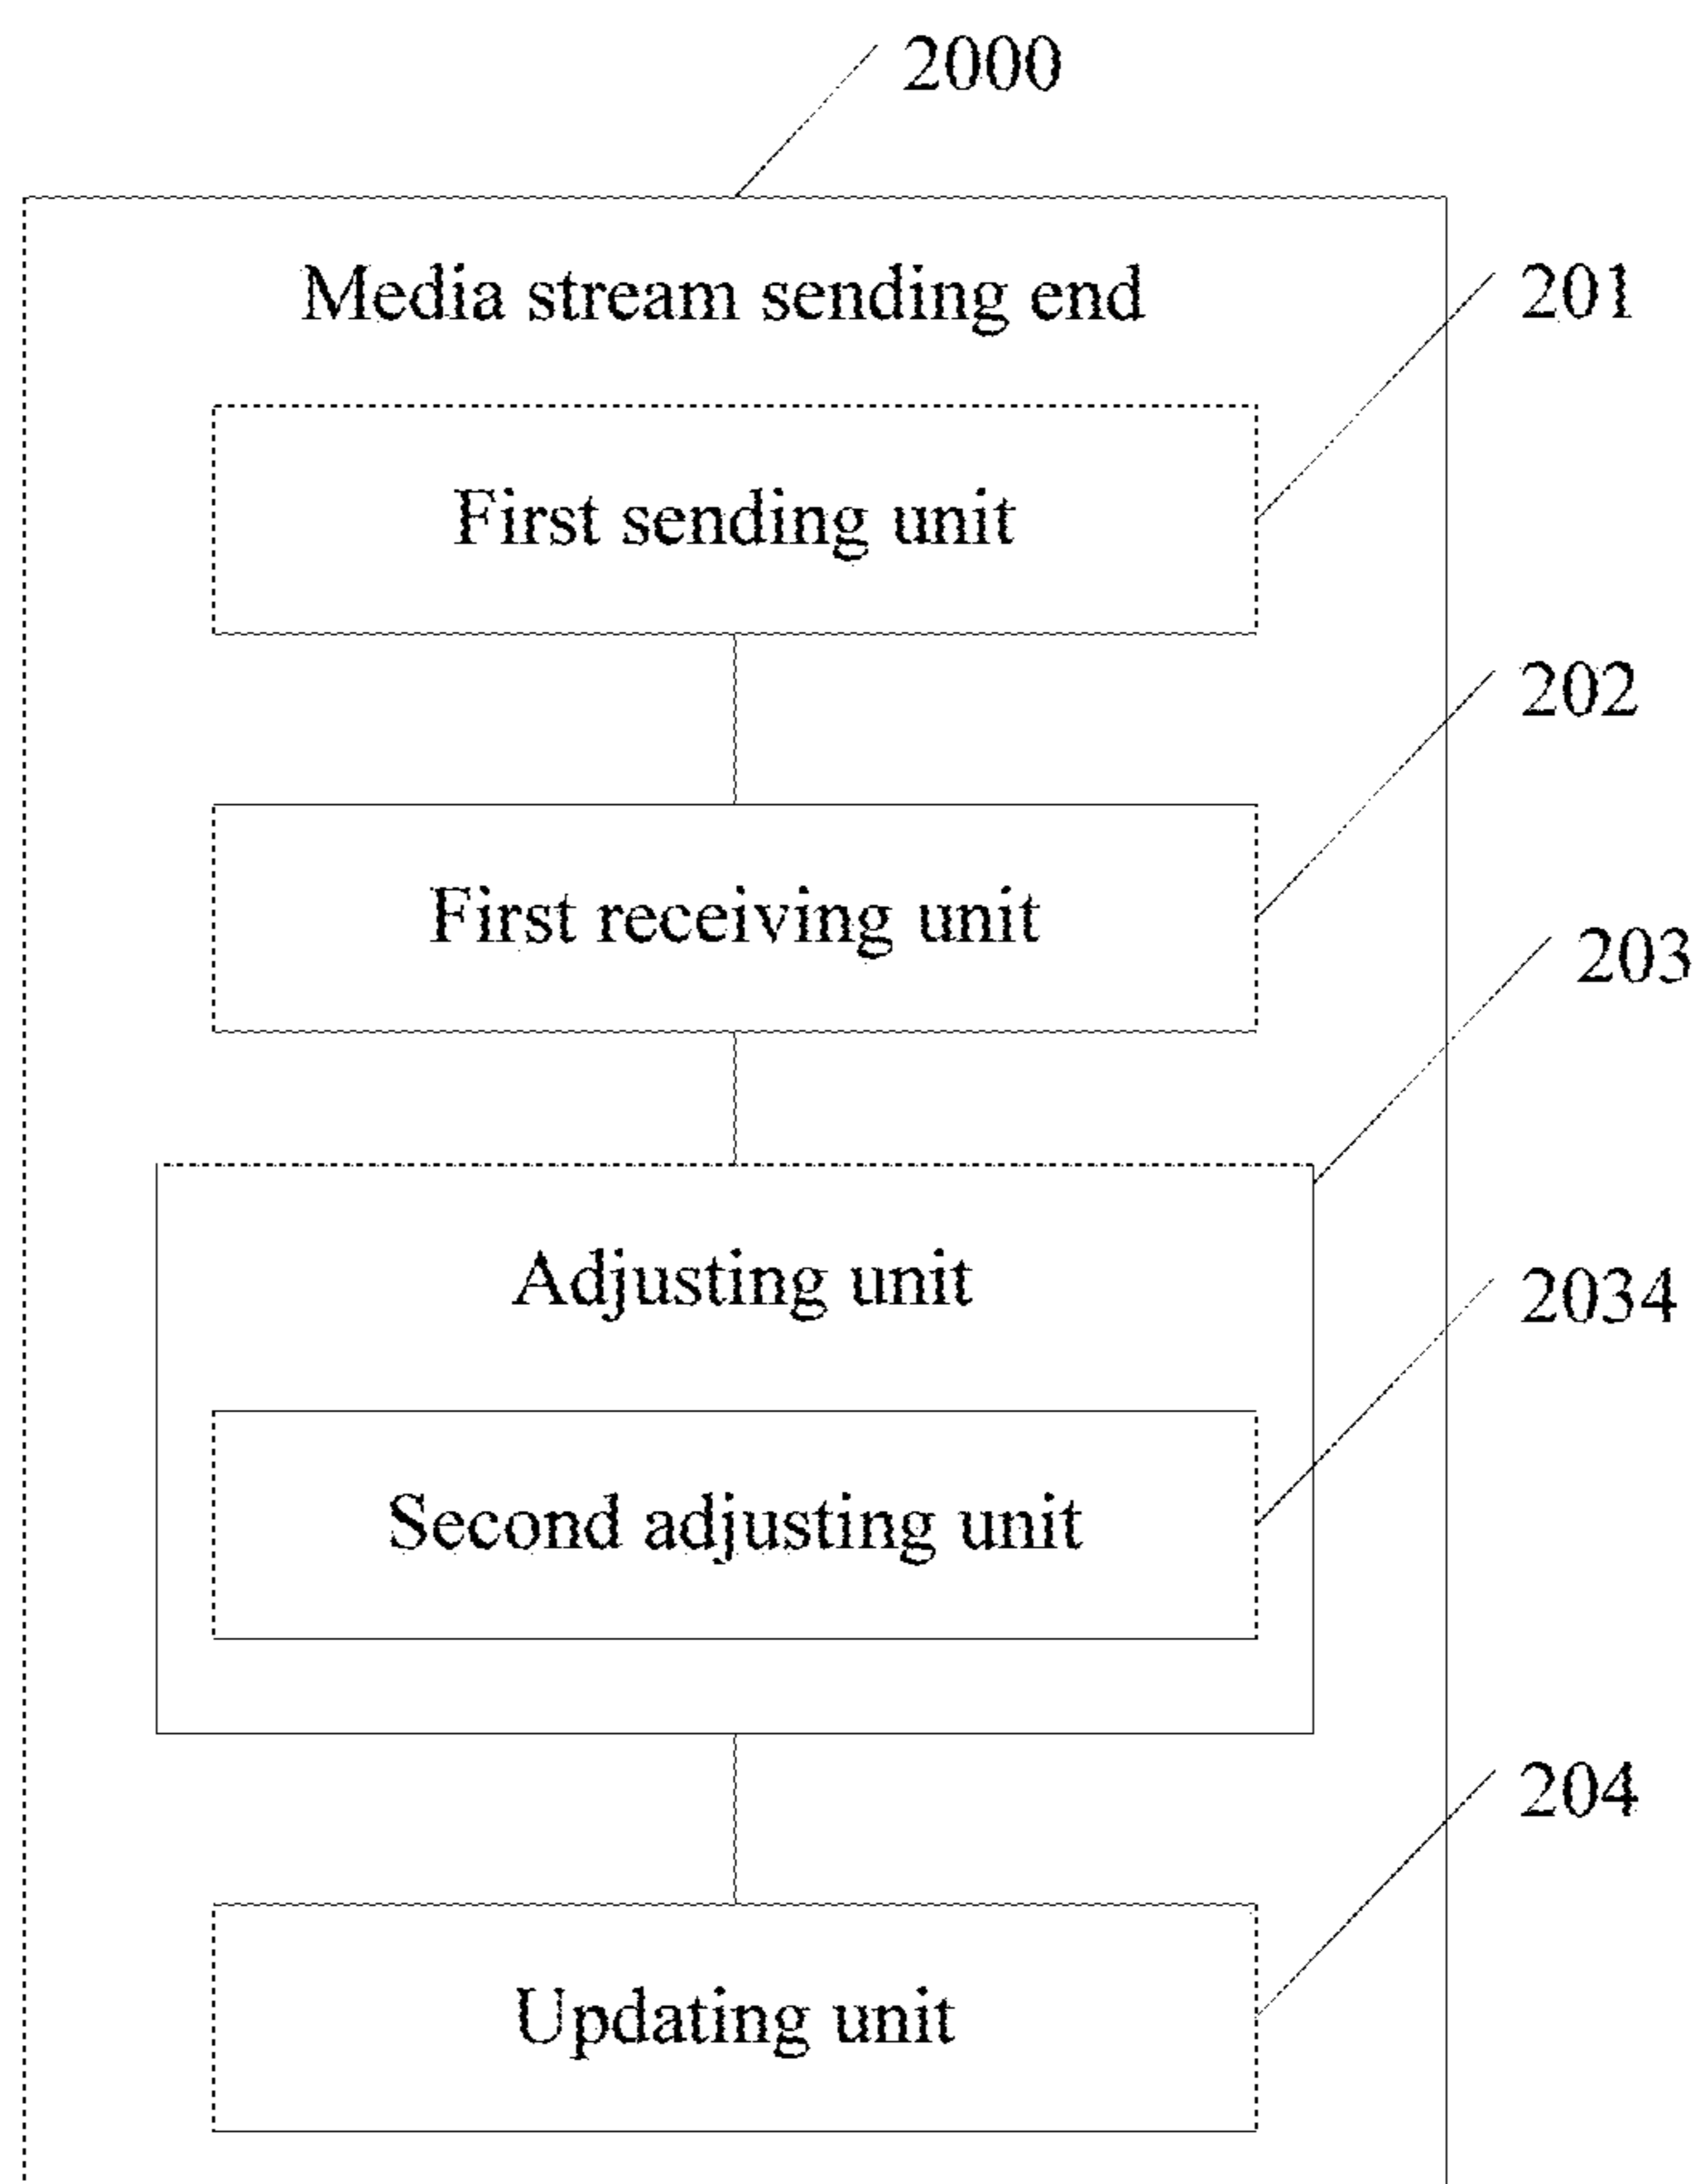 2000
Media stream sending end
201
First sending unit
202
First receiving unit
203
Adjusting unit
2034
Second adjusting unit
204
Updating unit